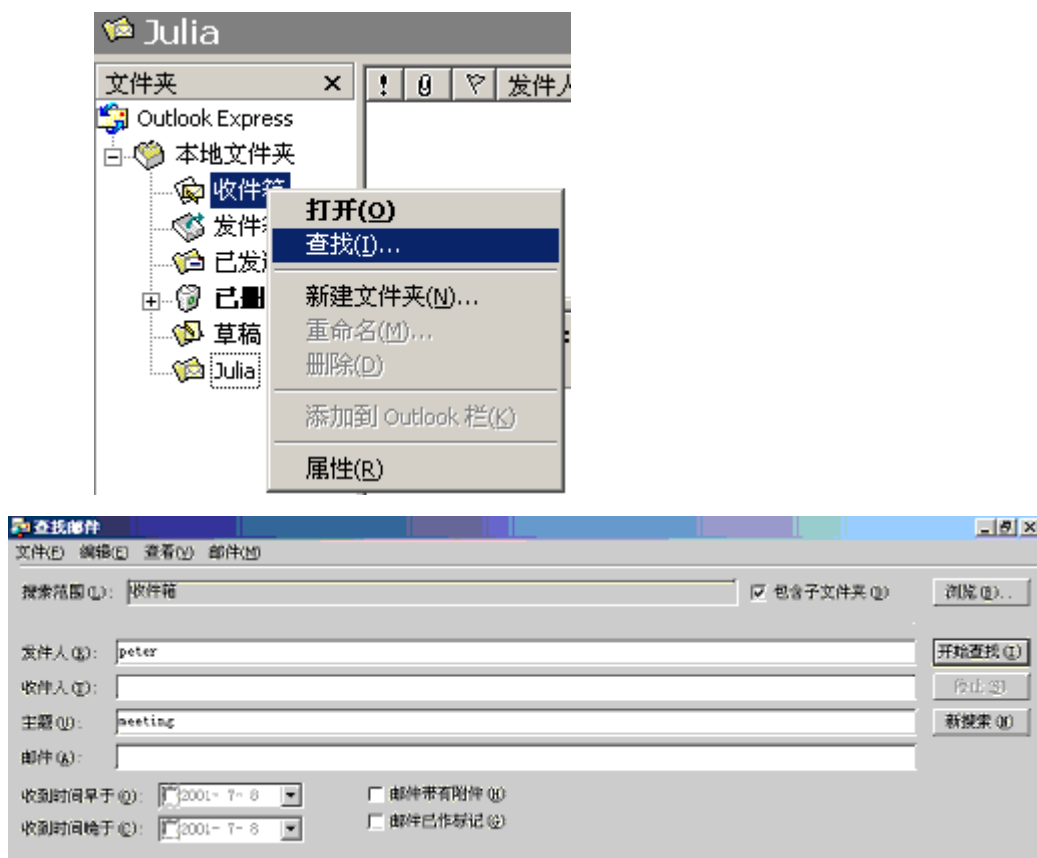 Julia
文件夹
! 发件人
Outlook Express
本地文件夹
收件箱
发件
已发
已删
草稿
Julia
打开(O)
查找(I)...
新建文件夹(N)...
重命名(M)...
删除(D)
添加到 Outlook 栏(K)
属性(R)
查找邮件
文件(F) 编辑(E) 查看(V) 邮件(M)
搜索范围(L): 收件箱 包含子文件夹(D) 浏览(B)..
发件人(R): peter 开始查找(I)
收件人(T): 停止(S)
主题(U): meeting 新搜索(N)
邮件(A):
收到时间早于(O): 2001- 7- 8 邮件带有附件(H)
收到时间晚于(C): 2001- 7- 8 邮件已作标记(G)